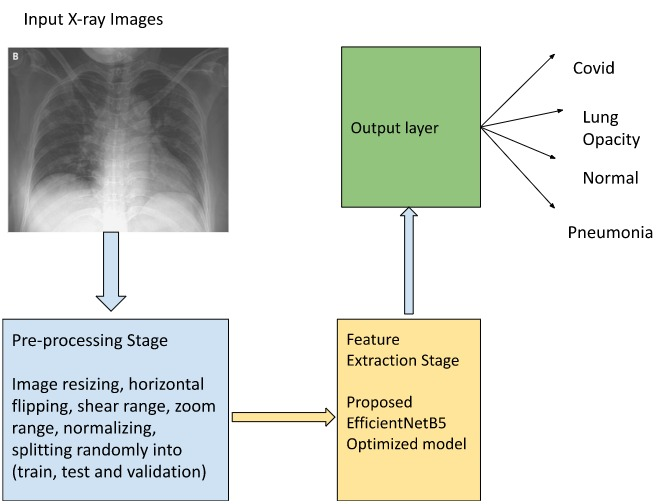 Input X-ray Images
B
Pre-processing Stage
Image resizing, horizontal
flipping, shear range, zoom
range, normalizing,
splitting randomly into
(train, test and validation)
Feature
Extraction Stage
Proposed
EfficientNetB5
Optimized model
Output layer
Covid
Lung
Opacity
Normal
Pneumonia